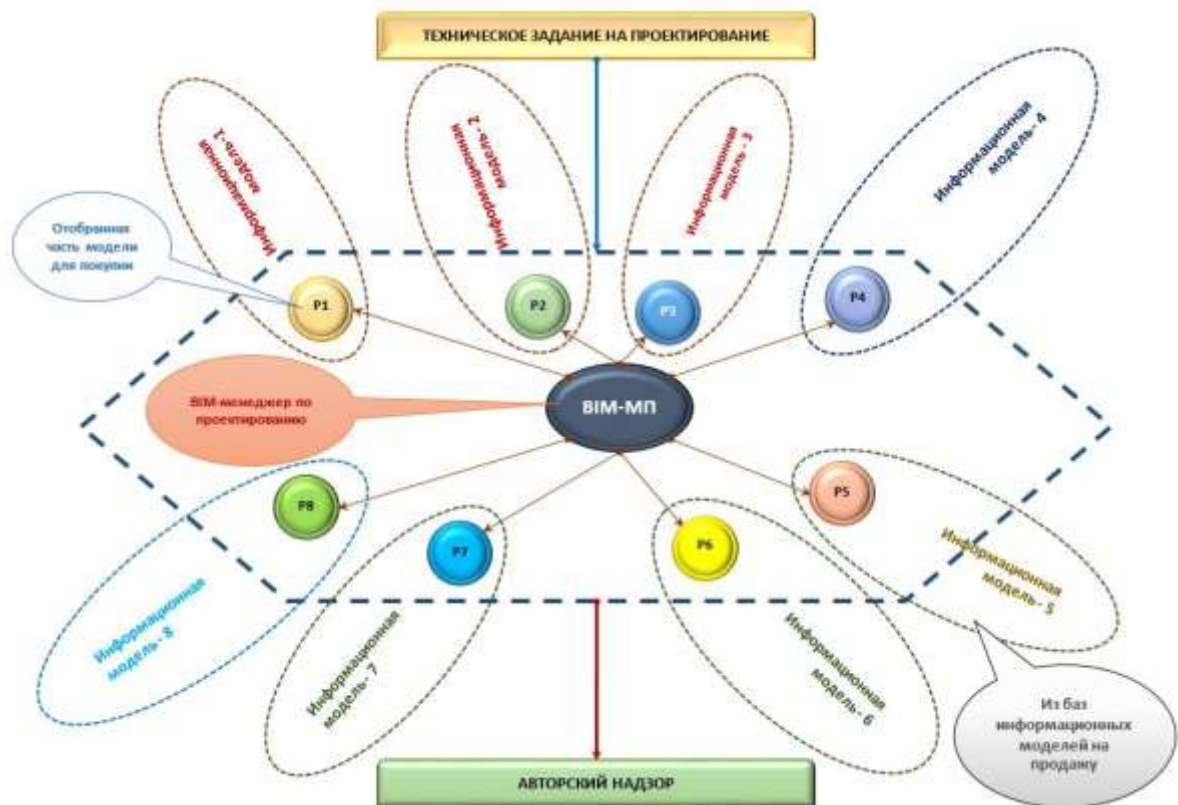 ТЕХНИЧЕСКОЕ ЗАДАНИЕ НА ПРОЕКТИРОВАНИЕ
Информационная
модель-1
Информационная
модель- 2
Информационная
модель - 3
Информационная
модель- 4
Отобранная
часть модели
для покупки
P1
P2
P3
P4
BIM-менеджер по
проектированию
BIM-МП
P8
P7
P6
P5
Информационная
модель- 8
Информационная
модель- 7
Информационная
модель- 6
Информационная
модель- 5
Из баз
информационных
моделей на
продажу
АВТОРСКИЙ НАДЗОР